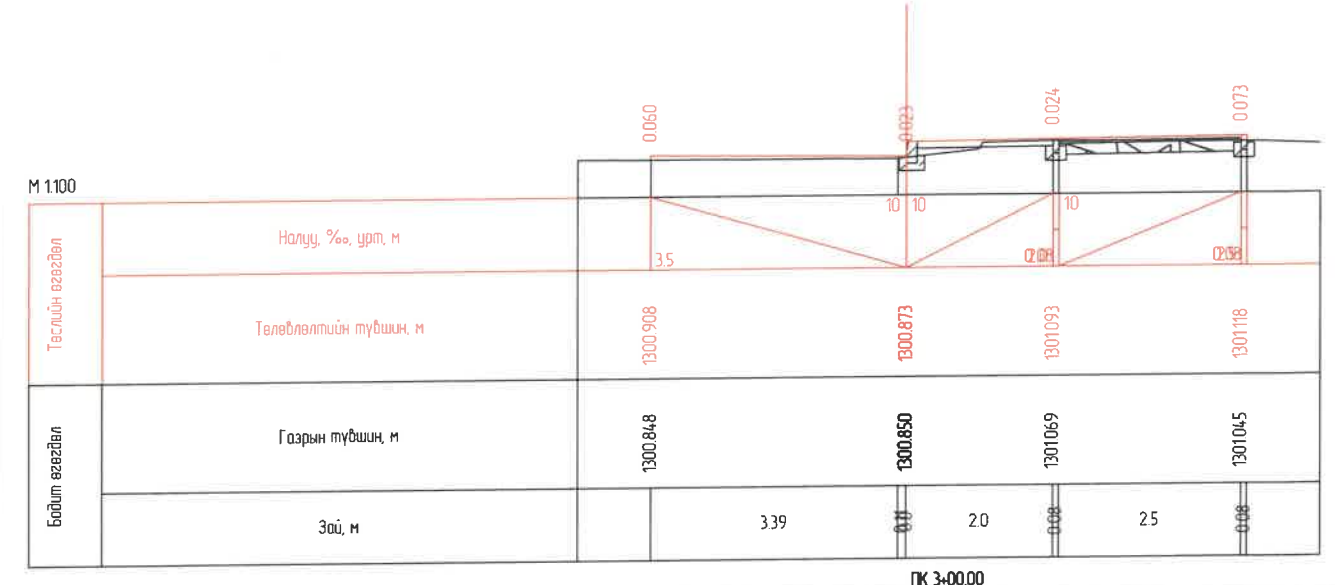 0.060
0.023
0.024
0.073
М 1:100
Төслийн өгөгдөл
Налуу, ‰, урт, м
3.5
10
10
10
Төлөвлөлтийн түвшин, м
1300.908
1300.873
1301.093
1301.118
Бодит өгөгдөл
Газрын түвшин, м
1300.848
1300.850
1301.069
1301.045
Зай, м
3.39
2.0
0.08
2.5
0.08
ПК 3+00.00